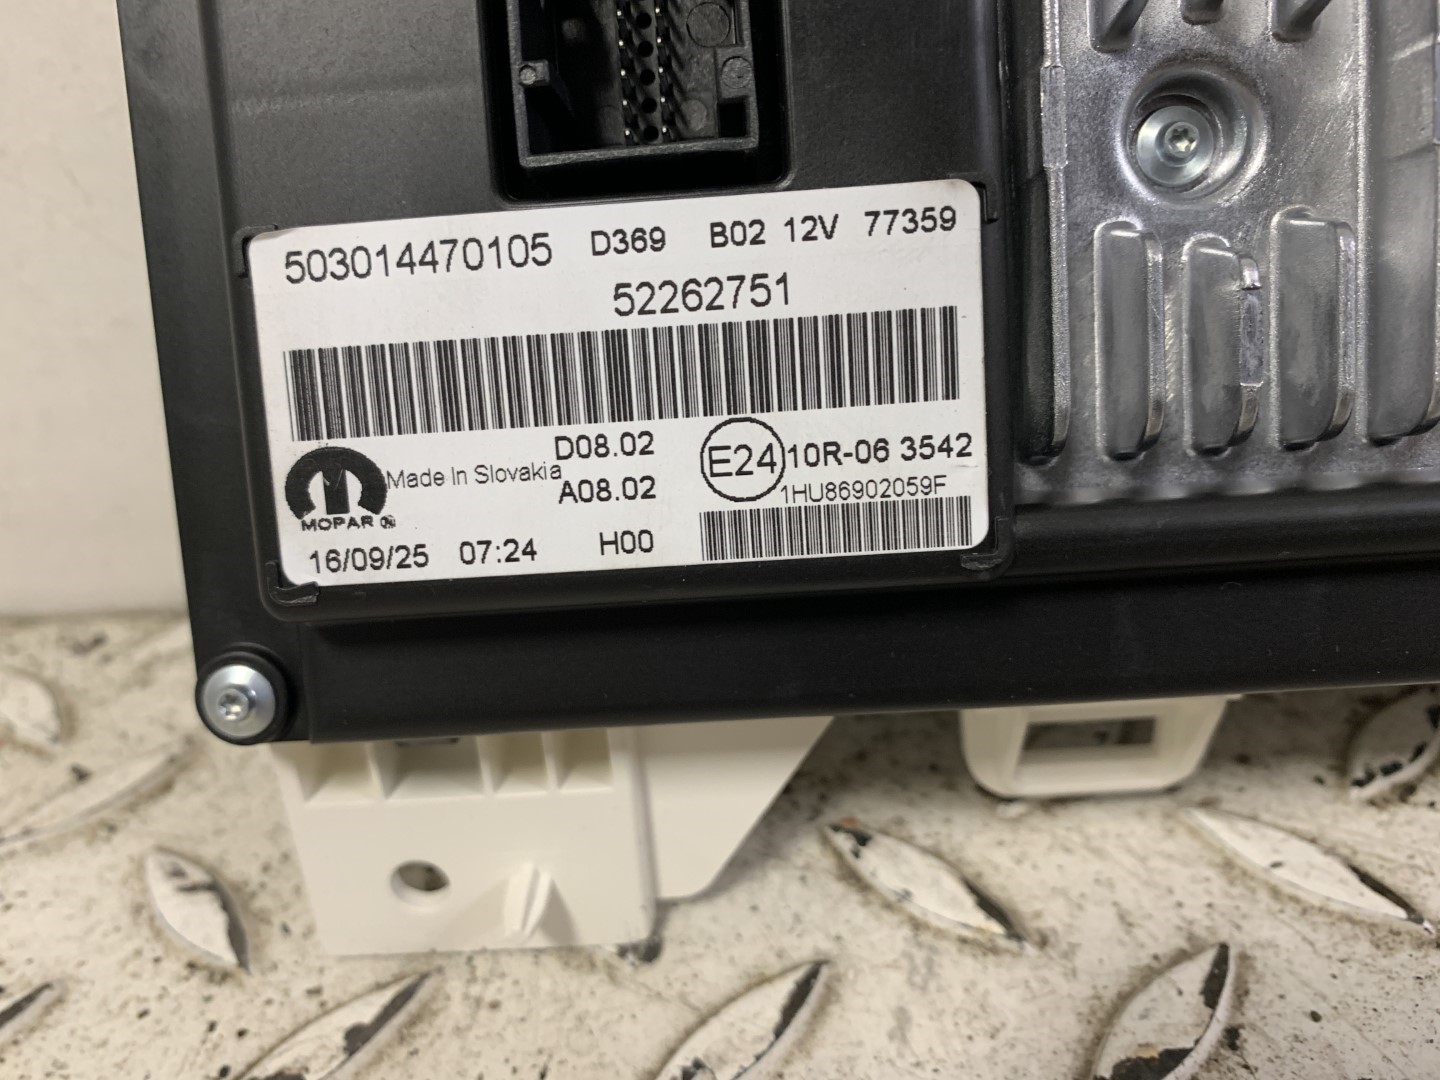 503014470105 D369 B02 12V 77359
52262751
D08.02
E24 10R-06 3542
Made In Slovakia
A08.02
1HU86902059F
MOPAR
16/09/25 07:24 H00